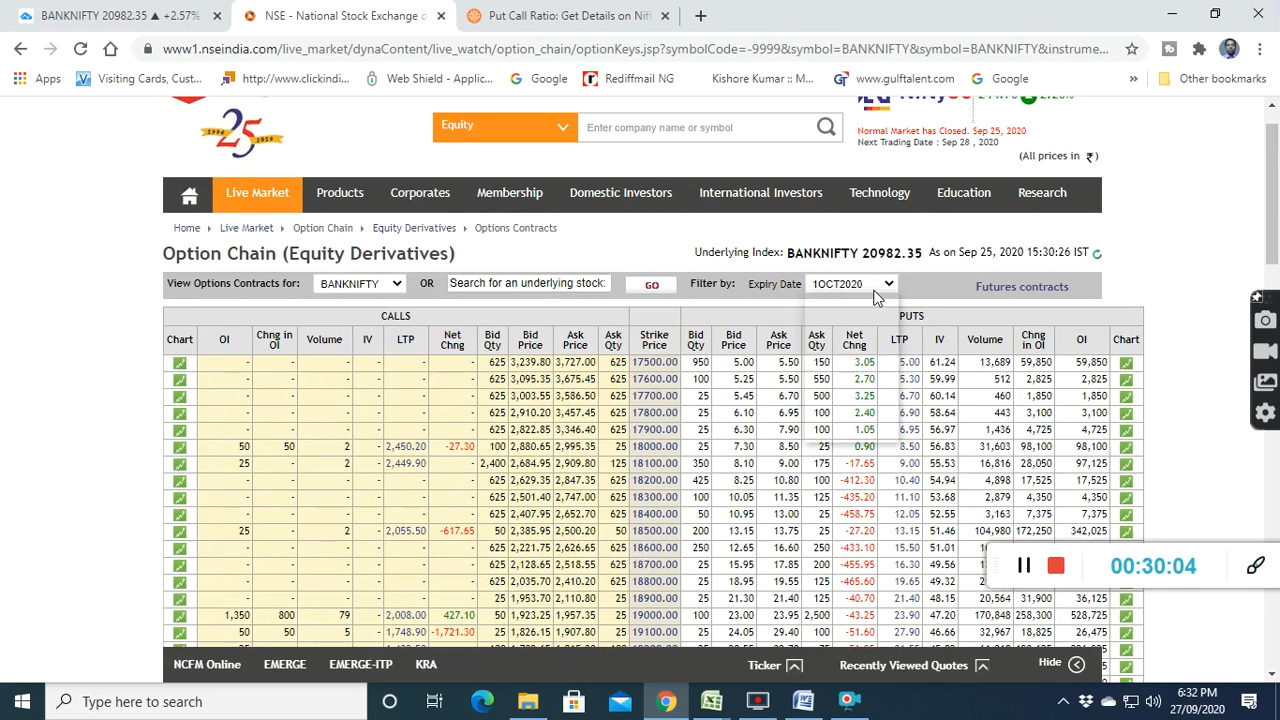 BANKNIFTY 20982.35 ▲ +2.57% × NSE - National Stock Exchange o × Put Call Ratio: Get Details on Nift × +
www1.nseindia.com/live_market/dynaContent/live_watch/option_chain/optionKeys.jsp?symbolCode=-9999&symbol=BANKNIFTY&symbol=BANKNIFTY&instrume...
Apps Visiting Cards, Cust... http://www.clickindi... Web Shield - Applic... Google Rediffmail NG Kishore Kumar :: M... www.gulftalent.com Google » Other bookmarks
25
1994 2019
Equity Enter company name or symbol
Normal Market has Closed. Sep 25, 2020
Next Trading Date : Sep 28 , 2020
(All prices in ₹)
Live Market Products Corporates Membership Domestic Investors International Investors Technology Education Research
Home › Live Market › Option Chain › Equity Derivatives › Options Contracts
Option Chain (Equity Derivatives) Underlying Index: BANKNIFTY 20982.35 As on Sep 25, 2020 15:30:26 IST
View Options Contracts for: BANKNIFTY OR Search for an underlying stock: GO Filter by: Expiry Date 1OCT2020 Futures contracts
CALLS PUTS
Chart OI Chng in OI Volume IV LTP Net Chng Bid Qty Bid Price Ask Price Ask Qty Strike Price Bid Qty Bid Price Ask Price Ask Qty Net Chng LTP IV Volume Chng in OI OI Chart
- - - - - - 625 3,239.80 3,727.00 625 17500.00 950 5.00 5.50 150 3.05 5.00 61.24 13,689 59,850 59,850
- - - - - - 625 3,095.35 3,675.45 625 17600.00 100 5.25 5.50 550 2.70 5.30 59.99 512 2,825 2,825
- - - - - - 625 3,003.55 3,586.50 625 17700.00 25 5.45 6.70 500 3.25 6.70 60.14 460 1,850 1,850
- - - - - - 625 2,910.20 3,457.45 625 17800.00 25 6.10 6.95 100 2.40 6.90 58.64 443 3,100 3,100
- - - - - - 625 2,822.85 3,346.40 625 17900.00 25 6.30 7.90 100 1.05 6.95 56.97 1,436 4,725 4,725
50 50 2 - 2,450.20 -27.30 100 2,880.65 2,995.35 25 18000.00 50 7.30 8.50 25 0.90 8.50 56.83 31,603 98,100 98,100
25 - 2 - 2,449.90 - 2,400 2,684.95 2,909.80 125 18100.00 350 8.10 9.00 175 -17.65 9.00 55.53 16,816 28,050 97,125
- - - - - - 625 2,629.35 2,847.35 625 18200.00 425 8.25 10.80 100 -412.30 10.40 54.94 4,898 17,525 17,525
- - - - - - 625 2,501.40 2,747.00 625 18300.00 100 10.05 11.35 125 -435.20 11.10 53.68 2,879 4,350 4,350
- - - - - - 625 2,407.95 2,652.70 625 18400.00 50 10.95 13.00 25 -458.75 12.05 52.55 3,163 7,375 7,375
25 - 2 - 2,055.50 -617.65 50 2,385.95 2,500.20 50 18500.00 200 13.15 13.75 25 -27.20 13.15 51.46 104,980 172,250 342,025
- - - - - - 625 2,221.75 2,626.65 625 18600.00 250 12.65 16.60 250 -433.10 15.50 51.01
- - - - - - 625 2,128.65 2,518.55 625 18700.00 125 15.95 17.85 200 -455.95 16.30 49.56
- - - - - - 625 2,035.70 2,410.20 625 18800.00 25 18.95 19.55 125 -465.60 19.65 49.32
- - - - - - 25 1,953.70 2,110.80 25 18900.00 25 21.30 21.40 125 -40.70 21.40 48.15 20,564 31,900 36,125
1,350 800 79 - 2,008.00 427.10 50 1,923.25 1,957.35 25 19000.00 100 23.00 23.95 2,500 -43.25 23.90 47.20 170,848 258,300 528,725
50 50 5 - 1,748.90 -1,721.30 25 1,826.15 1,907.80 25 19100.00 25 24.05 29.40 100 -51.60 27.90 46.66 32,967 18,825 26,475
00:30:04
NCFM Online EMERGE EMERGE-ITP KRA Ticker Recently Viewed Quotes Hide
Type here to search
6:32 PM
27/09/2020